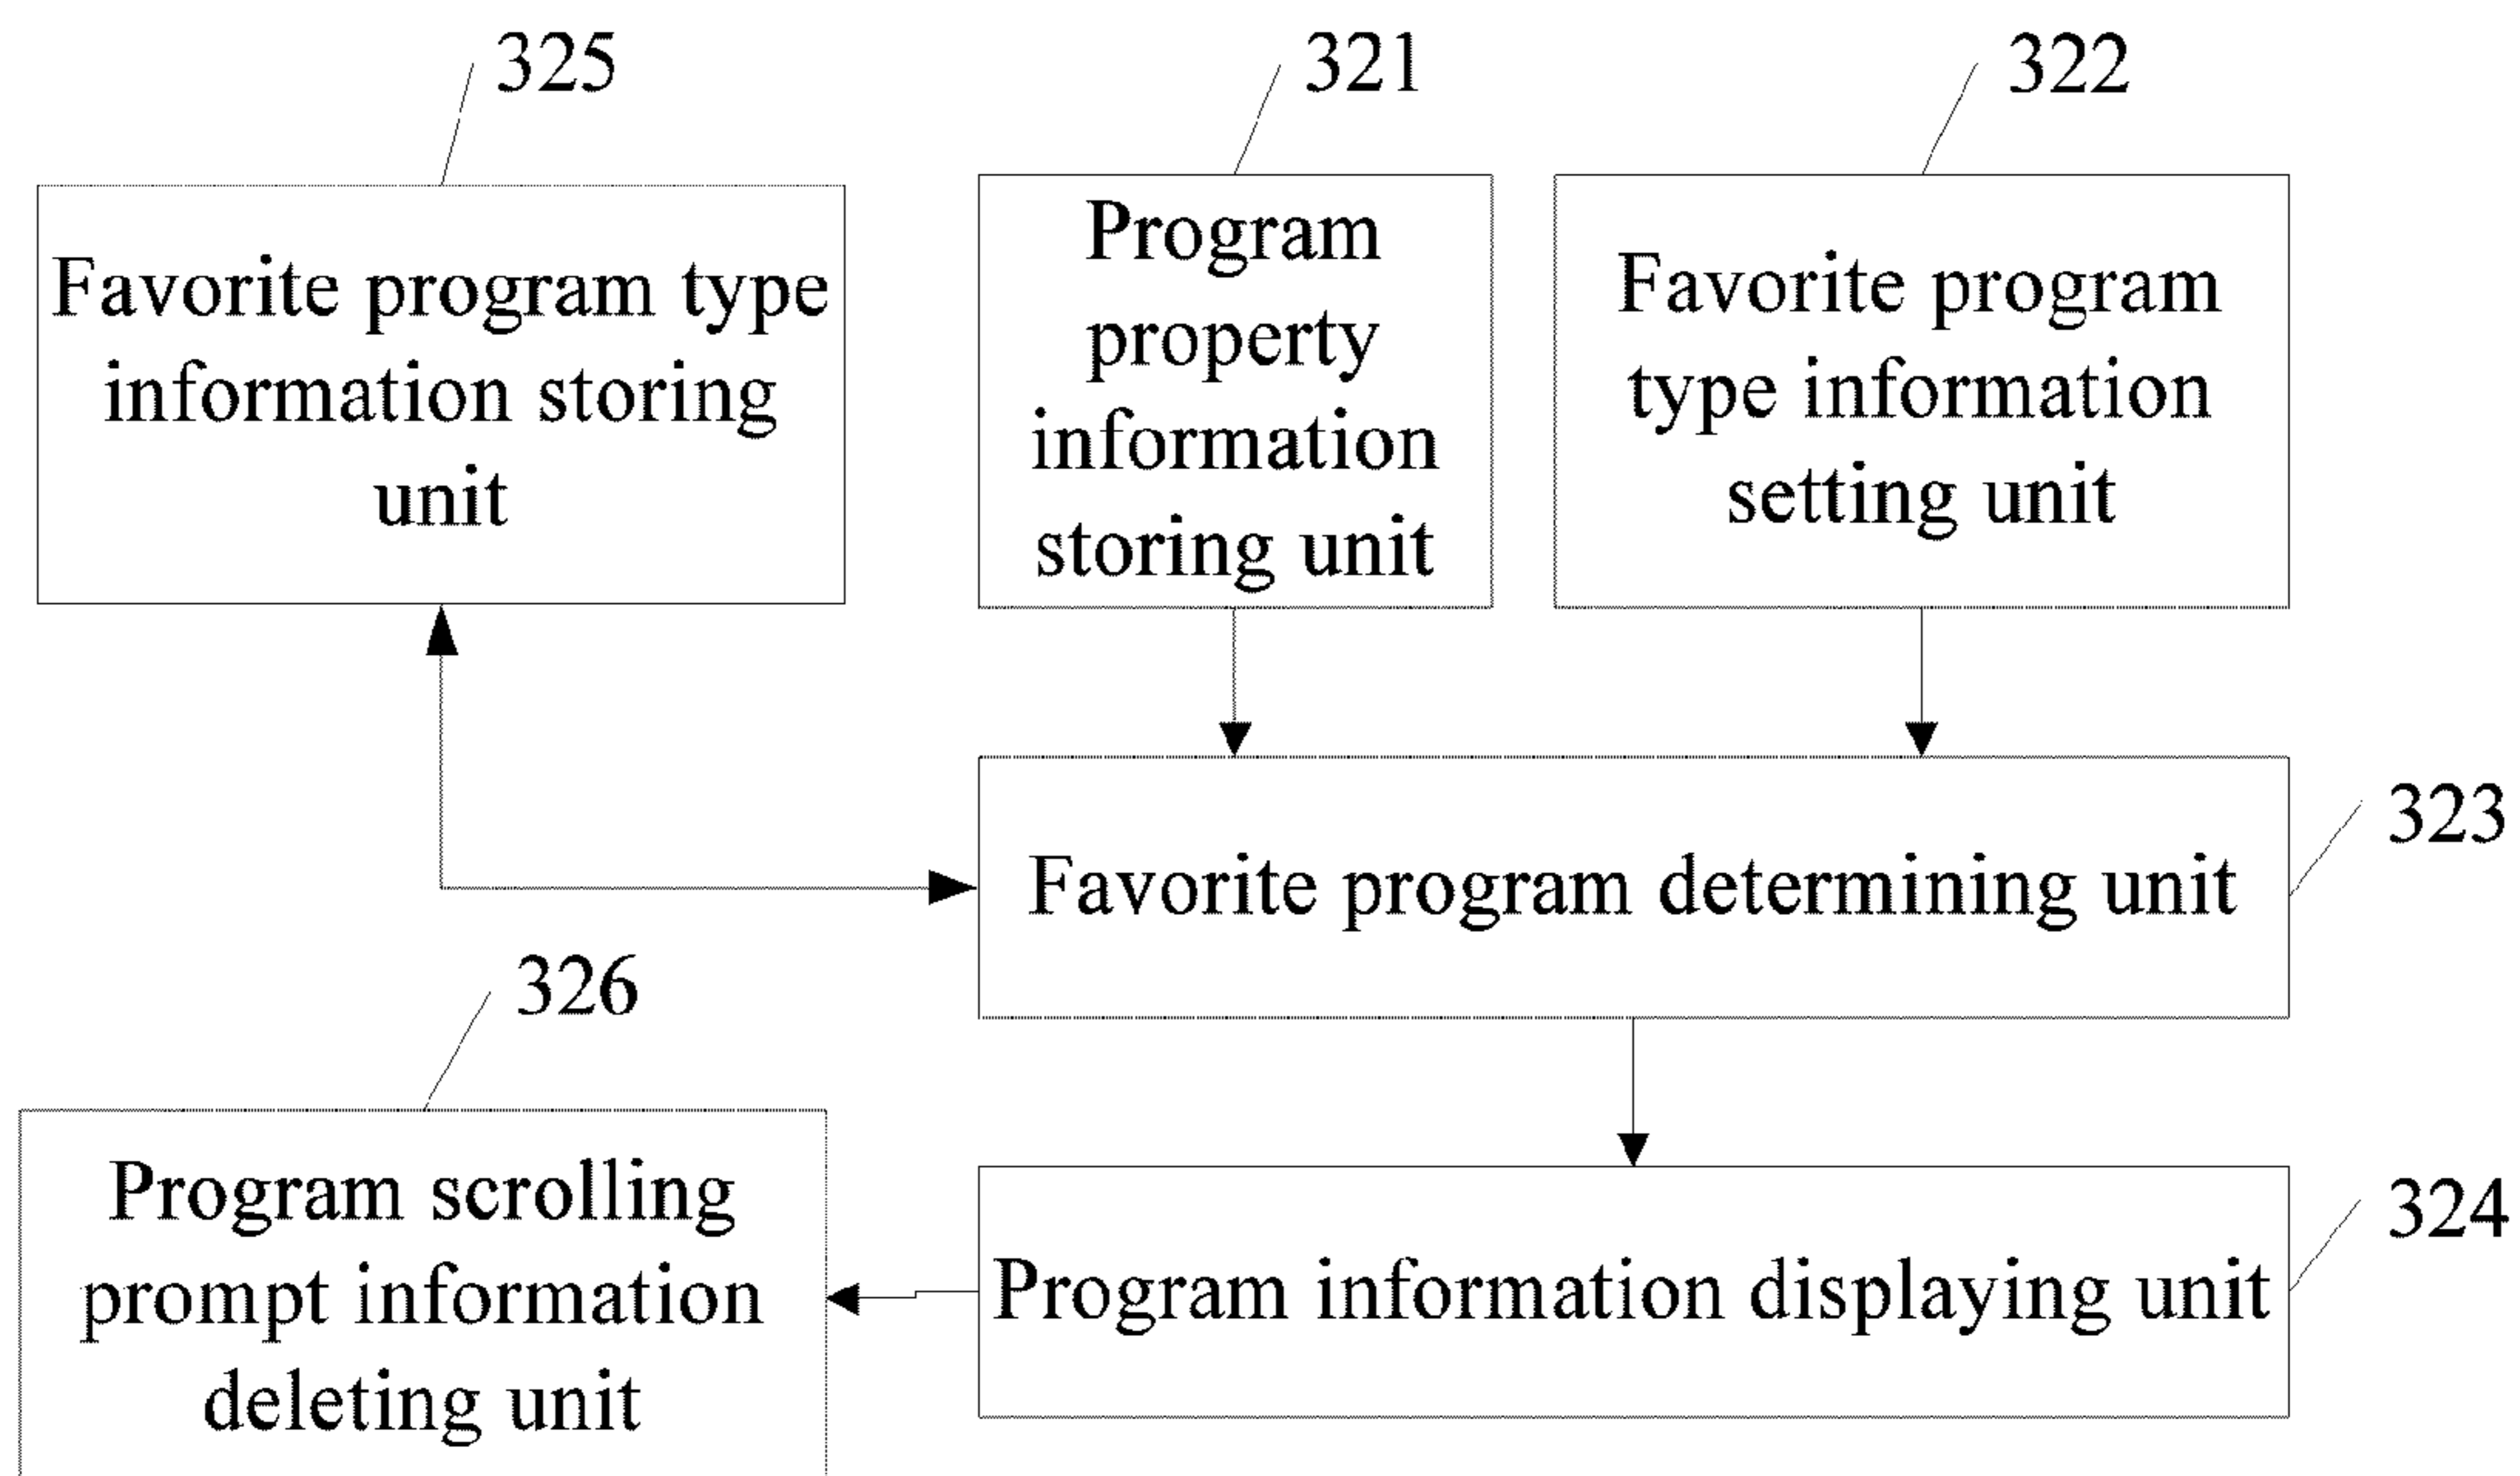 325
Favorite program type
information storing
unit
321
Program
property
information
storing unit
322
Favorite program
type information
setting unit
323
Favorite program determining unit
326
Program scrolling
prompt information
deleting unit
324
Program information displaying unit